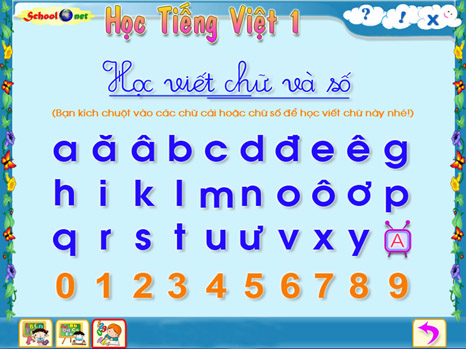 School@net
Học Tiếng Việt 1
? ! x
Học viết chữ và số
(Bạn kích chuột vào các chữ cái hoặc chữ số để học viết chữ này nhé!)
a ă â b c d đ e ê g
h i k l m n o ô ơ p
q r s t u ư v x y A
0 1 2 3 4 5 6 7 8 9